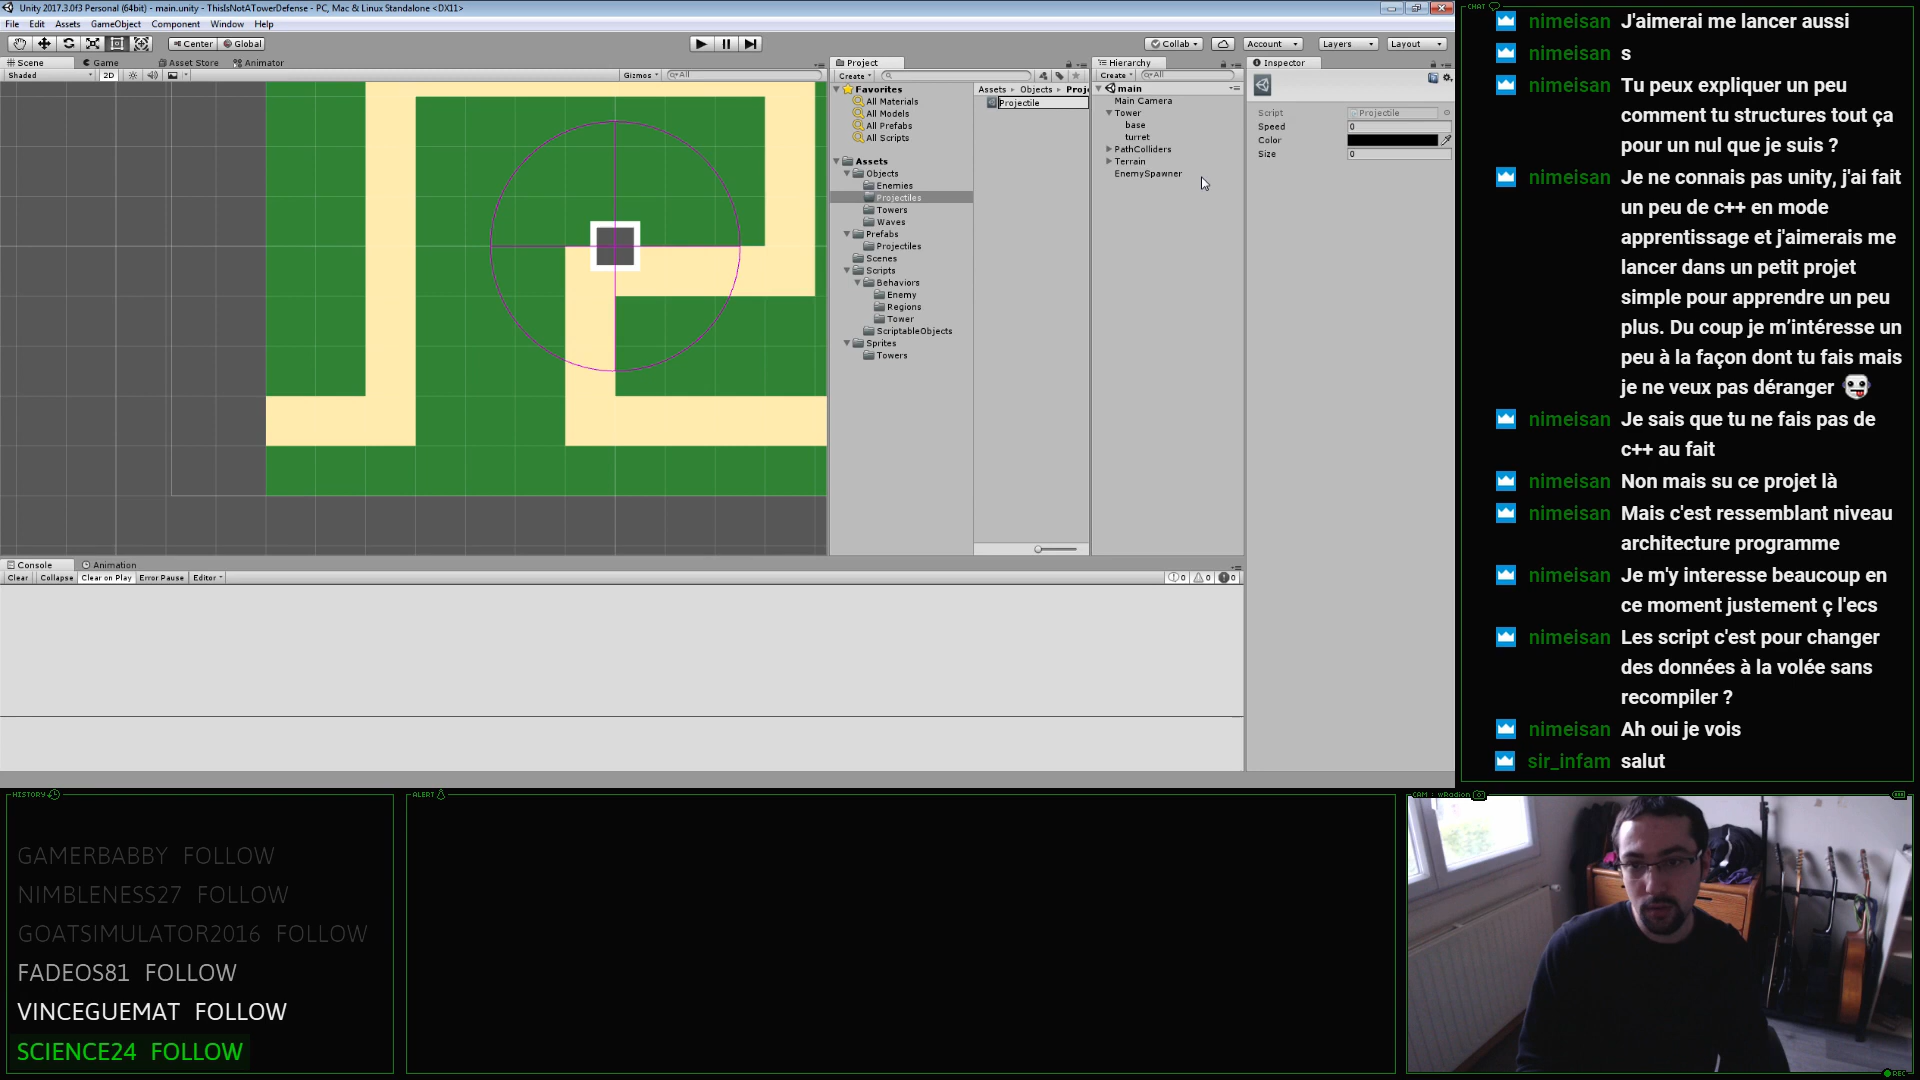 Unity 2017.3.0f3 Personal (64bit) - main.unity - ThisIsNotATowerDefense - PC, Mac & Linux Standalone <DX11>
File Edit Assets GameObject Component Window Help
Center Global
Collab Account Layers Layout
Scene Game Asset Store Animator
Shaded 2D Gizmos All
Project
Create
Favorites
All Materials
All Models
All Prefabs
All Scripts
Assets
Objects
Enemies
Projectiles
Towers
Waves
Prefabs
Projectiles
Scenes
Scripts
Behaviors
Enemy
Regions
Tower
ScriptableObjects
Sprites
Towers
Assets Objects Proj
Projectile
Hierarchy
Create All
main
Main Camera
Tower
base
turret
PathColliders
Terrain
EnemySpawner
Inspector
Script Projectile
Speed 0
Color
Size 0
Console Animation
Clear Collapse Clear on Play Error Pause Editor
0 0 0
CHAT
nimeisan J'aimerai me lancer aussi
nimeisan s
nimeisan Tu peux expliquer un peu
comment tu structures tout ça
pour un nul que je suis ?
nimeisan Je ne connais pas unity, j'ai fait
un peu de c++ en mode
apprentissage et j'aimerais me
lancer dans un petit projet
simple pour apprendre un peu
plus. Du coup je m’intéresse un
peu à la façon dont tu fais mais
je ne veux pas déranger
nimeisan Je sais que tu ne fais pas de
c++ au fait
nimeisan Non mais su ce projet là
nimeisan Mais c'est ressemblant niveau
architecture programme
nimeisan Je m'y interesse beaucoup en
ce moment justement ç l'ecs
nimeisan Les script c'est pour changer
des données à la volée sans
recompiler ?
nimeisan Ah oui je vois
sir_infam salut
HISTORY
GAMERBABBY FOLLOW
NIMBLENESS27 FOLLOW
GOATSIMULATOR2016 FOLLOW
FADEOS81 FOLLOW
VINCEGUEMAT FOLLOW
SCIENCE24 FOLLOW
ALERT
CAM : wRadion
REC